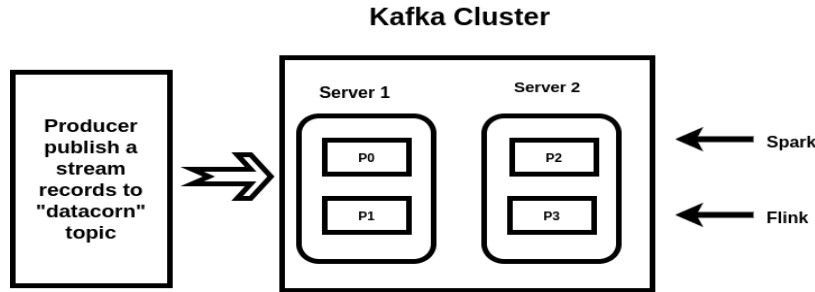 Kafka Cluster
Producer
publish a
stream
records to
"datacorn"
topic
Server 1
P0
P1
Server 2
P2
P3
Spark
Flink